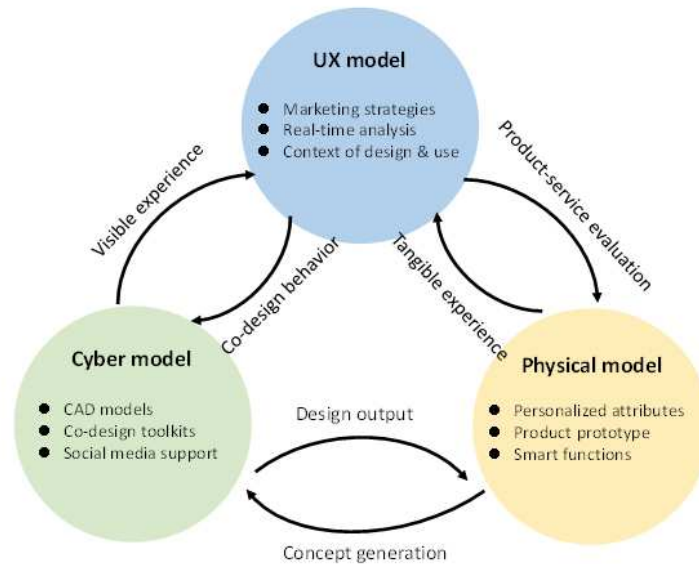 UX model
● Marketing strategies
● Real-time analysis
● Context of design & use
Visible experience
Co-design behavior
Tangible experience
Product-service evaluation
Cyber model
● CAD models
● Co-design toolkits
● Social media support
Design output
Concept generation
Physical model
● Personalized attributes
● Product prototype
● Smart functions